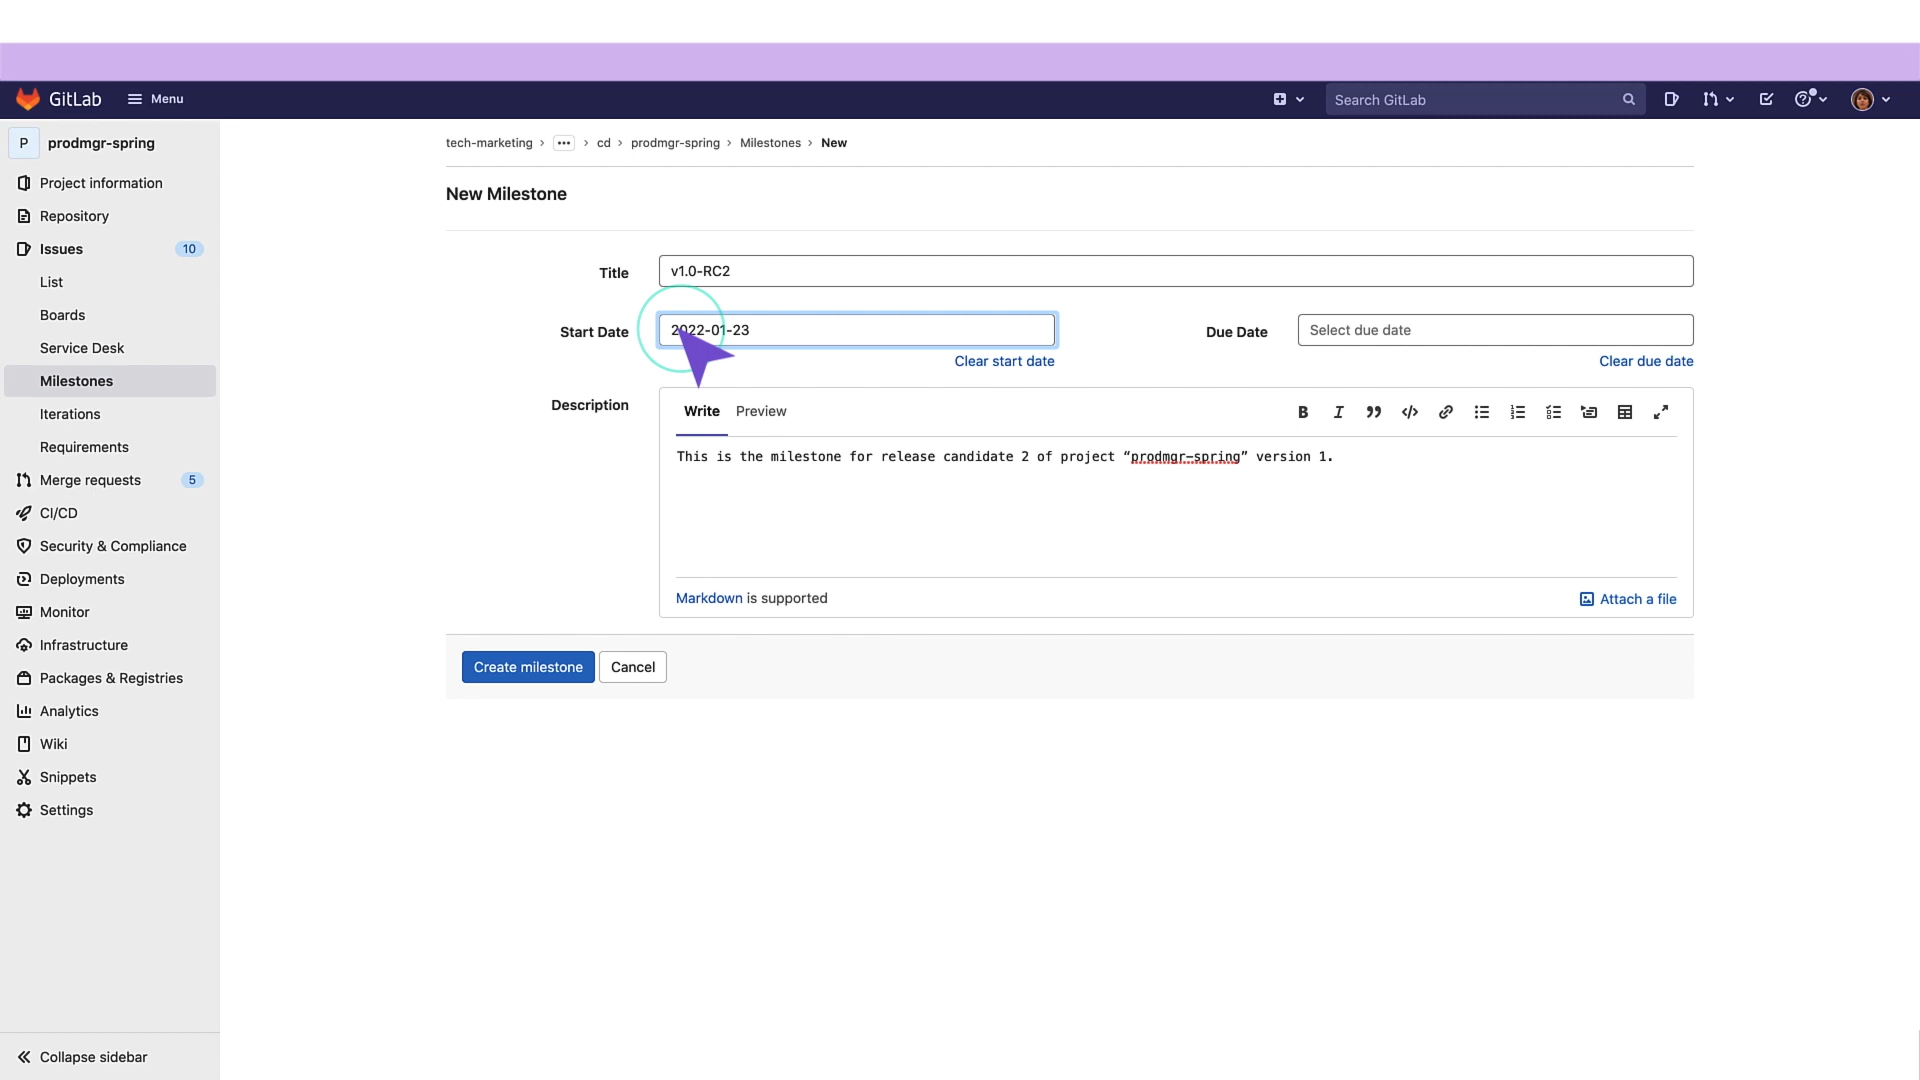 GitLab
Menu
Search GitLab
P
prodmgr-spring
Project information
Repository
Issues
10
List
Boards
Service Desk
Milestones
Iterations
Requirements
Merge requests
5
CI/CD
Security & Compliance
Deployments
Monitor
Infrastructure
Packages & Registries
Analytics
Wiki
Snippets
Settings
Collapse sidebar
tech-marketing › ••• › cd › prodmgr-spring › Milestones › New
New Milestone
Title
v1.0-RC2
Start Date
2022-01-23
Clear start date
Due Date
Select due date
Clear due date
Description
Write
Preview
This is the milestone for release candidate 2 of project “prodmgr-spring” version 1.
Markdown is supported
Attach a file
Create milestone
Cancel